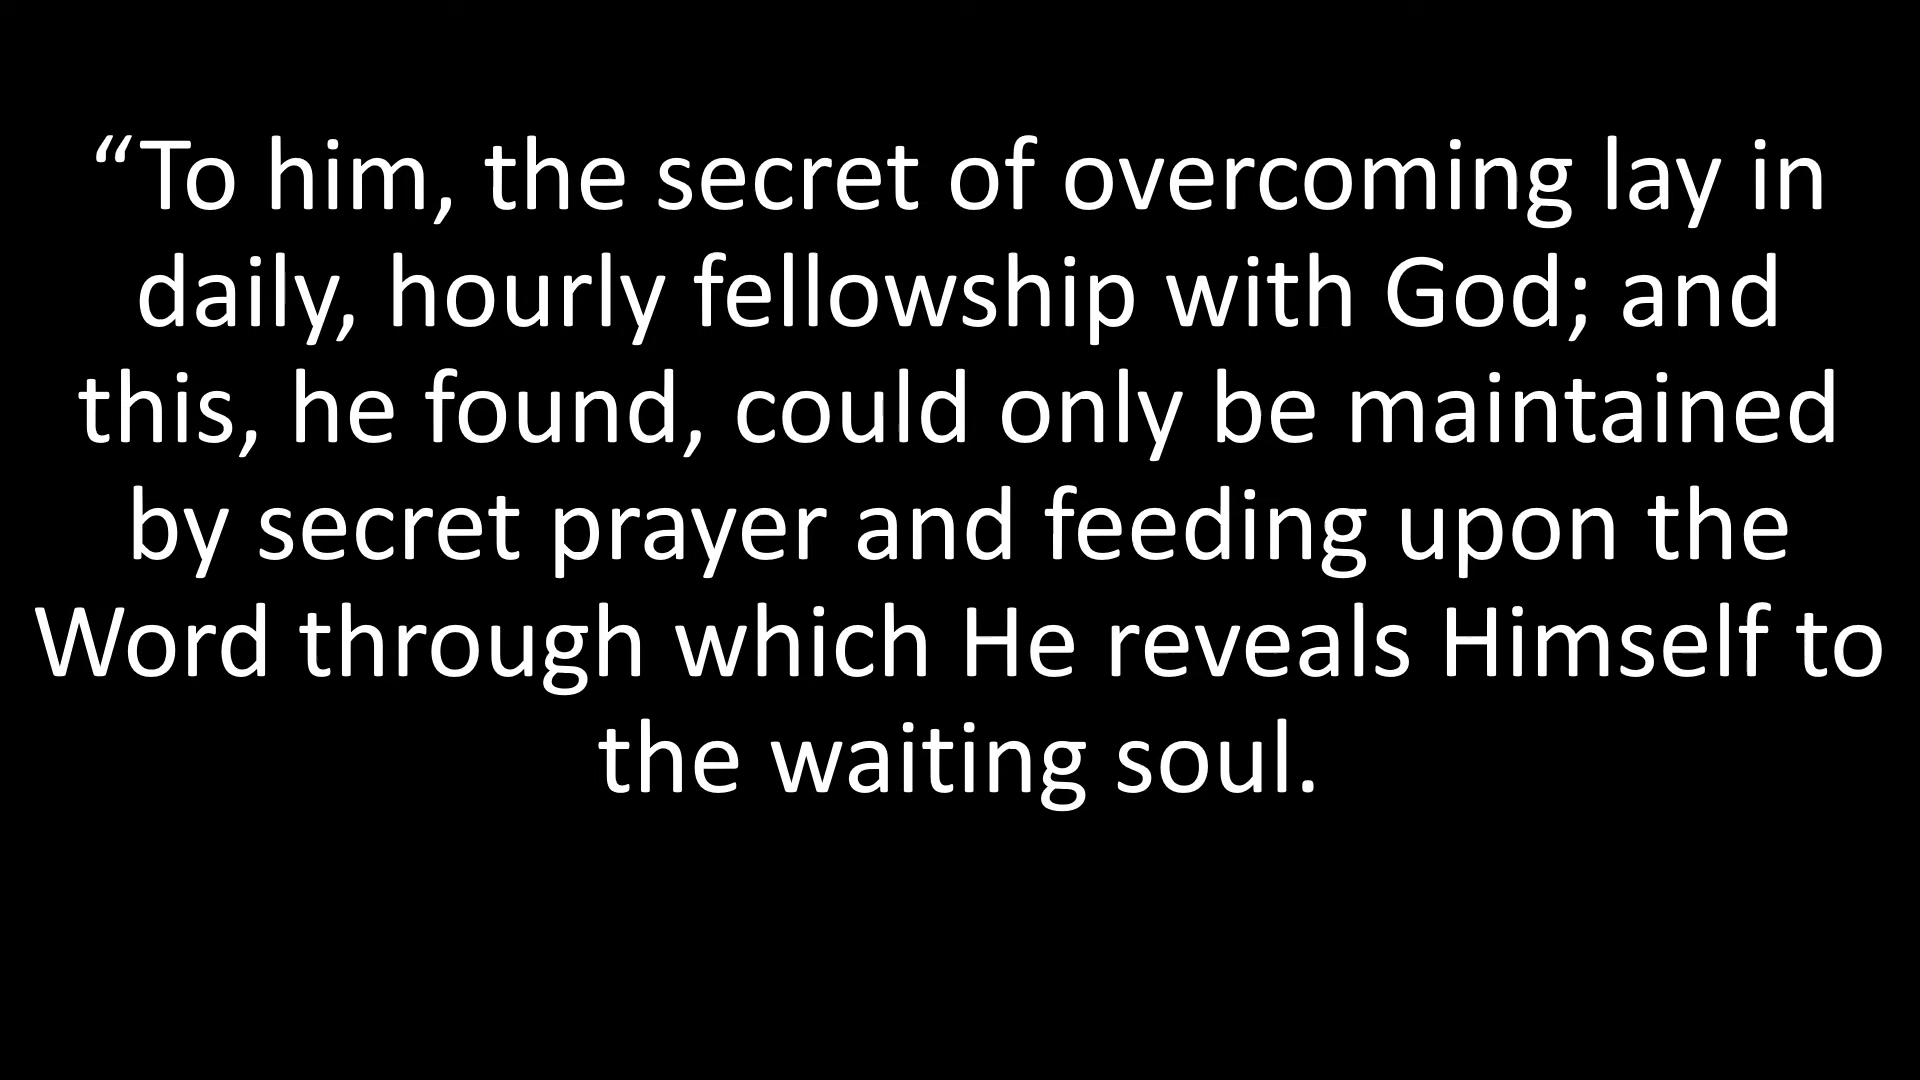 “To him, the secret of overcoming lay in
daily, hourly fellowship with God; and
this, he found, could only be maintained
by secret prayer and feeding upon the
Word through which He reveals Himself to
the waiting soul.